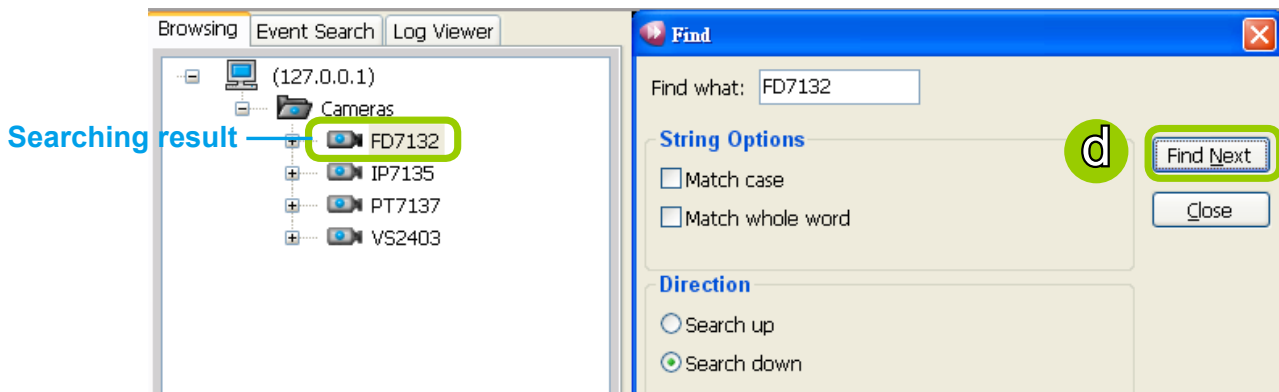 Browsing
Event Search
Log Viewer
(127.0.0.1)
Cameras
Searching result
FD7132
IP7135
PT7137
VS2403
Find
Find what: FD7132
String Options
Match case
Match whole word
d
Find Next
Close
Direction
Search up
Search down